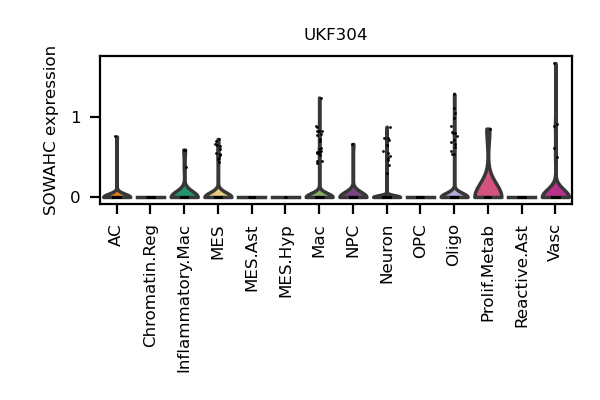 UKF304
SOWAHC expression
1
0
AC
Chromatin.Reg
Inflammatory.Mac
MES
MES.Ast
MES.Hyp
Mac
NPC
Neuron
OPC
Oligo
Prolif.Metab
Reactive.Ast
Vasc